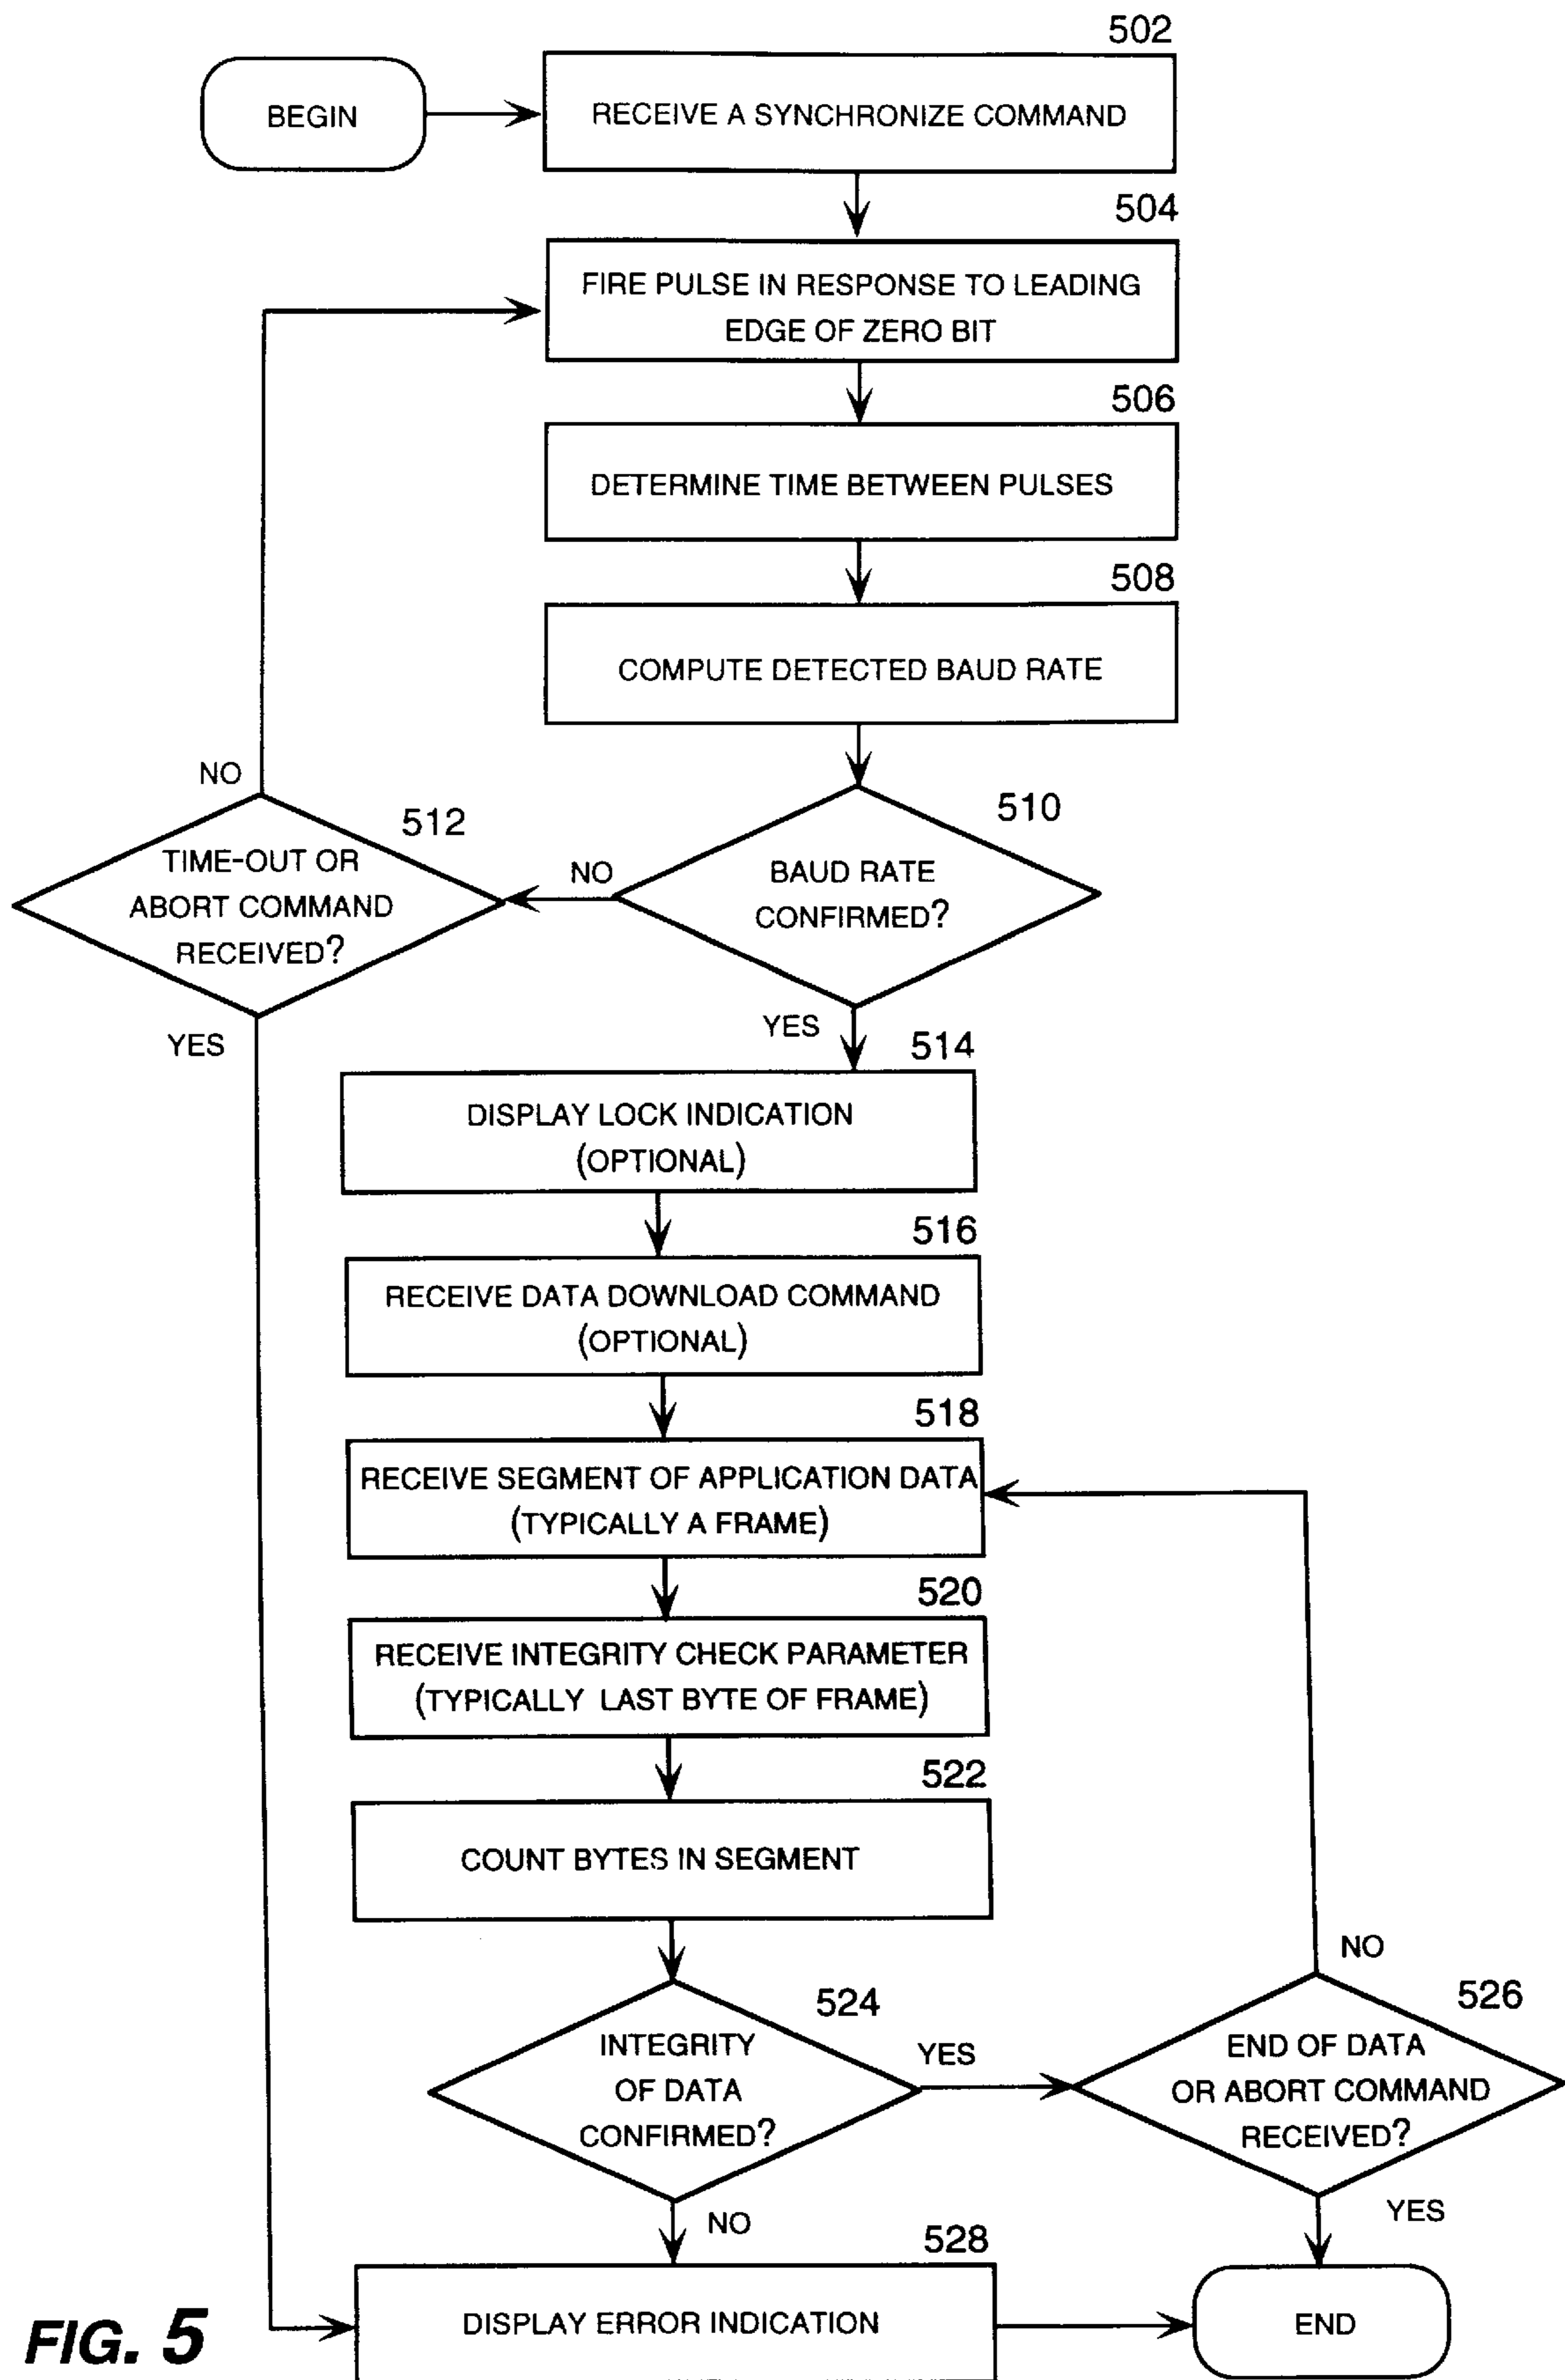 502
BEGIN
RECEIVE A SYNCHRONIZE COMMAND
504
FIRE PULSE IN RESPONSE TO LEADING
EDGE OF ZERO BIT
506
DETERMINE TIME BETWEEN PULSES
508
COMPUTE DETECTED BAUD RATE
NO
512
TIME-OUT OR
ABORT COMMAND
RECEIVED?
YES
NO
510
BAUD RATE
CONFIRMED?
YES
514
DISPLAY LOCK INDICATION
(OPTIONAL)
516
RECEIVE DATA DOWNLOAD COMMAND
(OPTIONAL)
518
RECEIVE SEGMENT OF APPLICATION DATA
(TYPICALLY A FRAME)
520
RECEIVE INTEGRITY CHECK PARAMETER
(TYPICALLY LAST BYTE OF FRAME)
522
COUNT BYTES IN SEGMENT
524
INTEGRITY
OF DATA
CONFIRMED?
YES
NO
NO
526
END OF DATA
OR ABORT COMMAND
RECEIVED?
YES
528
DISPLAY ERROR INDICATION
END
FIG. 5